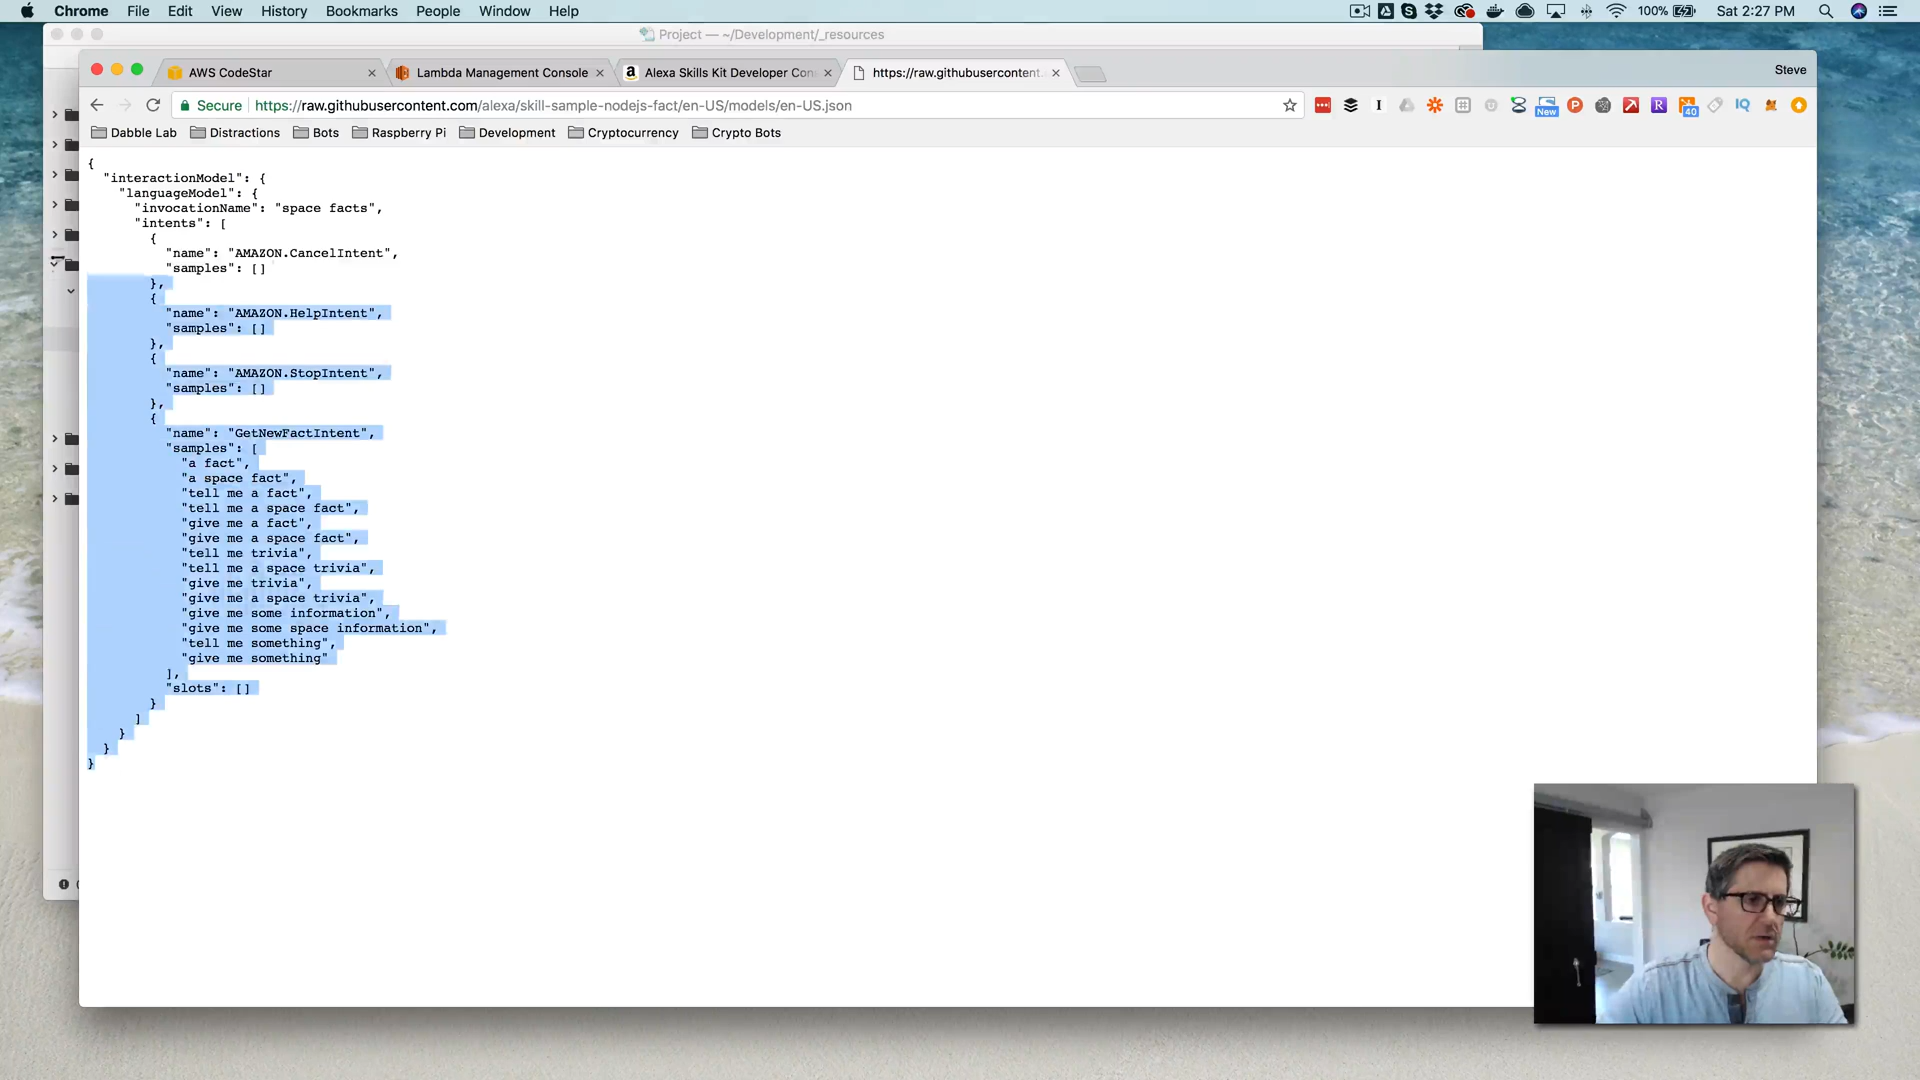 Chrome File Edit View History Bookmarks People Window Help 100% Sat 2:27 PM
Project — ~/Development/_resources
AWS CodeStar Lambda Management Console Alexa Skills Kit Developer Con https://raw.githubusercontent. Steve
Secure https://raw.githubusercontent.com/alexa/skill-sample-nodejs-fact/en-US/models/en-US.json
Dabble Lab Distractions Bots Raspberry Pi Development Cryptocurrency Crypto Bots
New 40 IQ
{
"interactionModel": {
"languageModel": {
"invocationName": "space facts",
"intents": [
{
"name": "AMAZON.CancelIntent",
"samples": []
},
{
"name": "AMAZON.HelpIntent",
"samples": []
},
{
"name": "AMAZON.StopIntent",
"samples": []
},
{
"name": "GetNewFactIntent",
"samples": [
"a fact",
"a space fact",
"tell me a fact",
"tell me a space fact",
"give me a fact",
"give me a space fact",
"tell me trivia",
"tell me a space trivia",
"give me trivia",
"give me a space trivia",
"give me some information",
"give me some space information",
"tell me something",
"give me something"
],
"slots": []
}
]
}
}
}